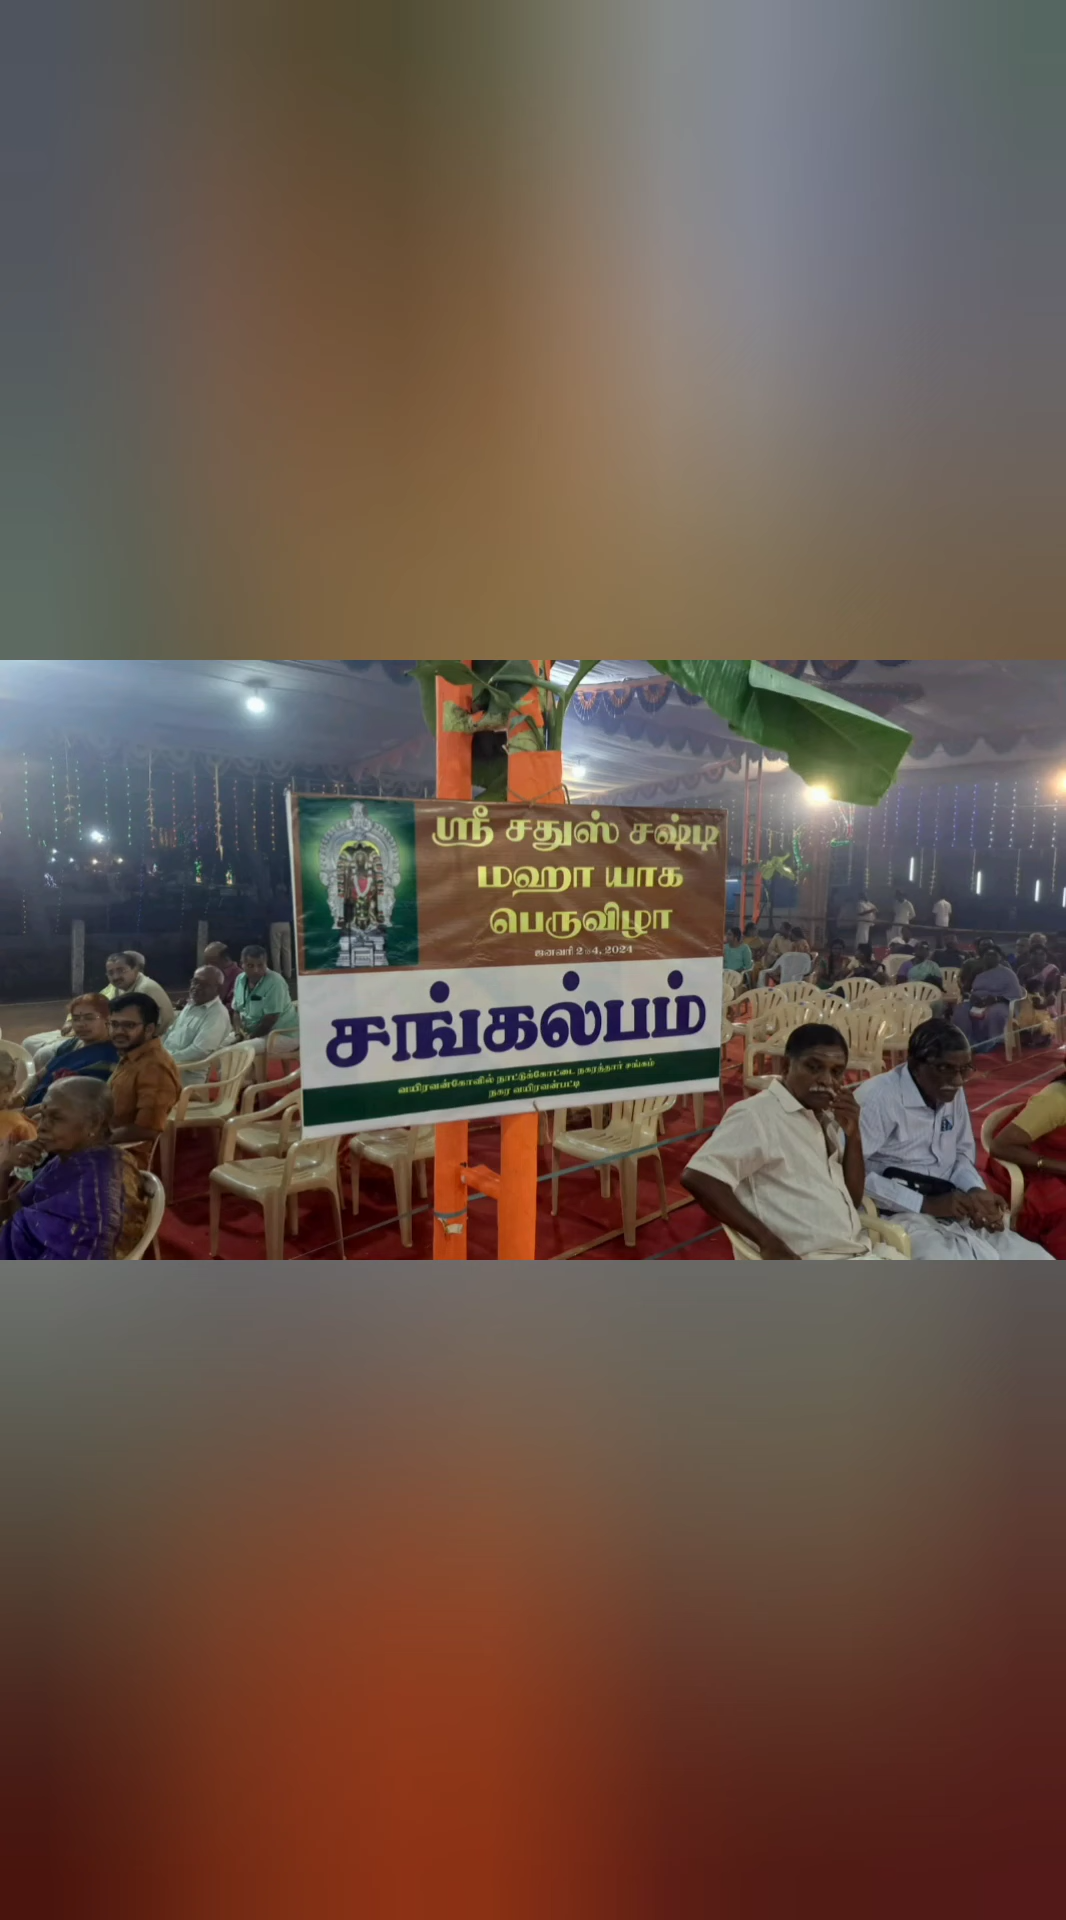 ஸ்ரீ சதுஸ் சஷ்டி
மஹா யாக
பெருவிழா
ஜனவரி 2 4, 2024
சங்கல்பம்
வயிரவன்கோவில் நாட்டுக்கோட்டை நகரத்தார் சங்கம்
நகர வயிரவன்பட்டி